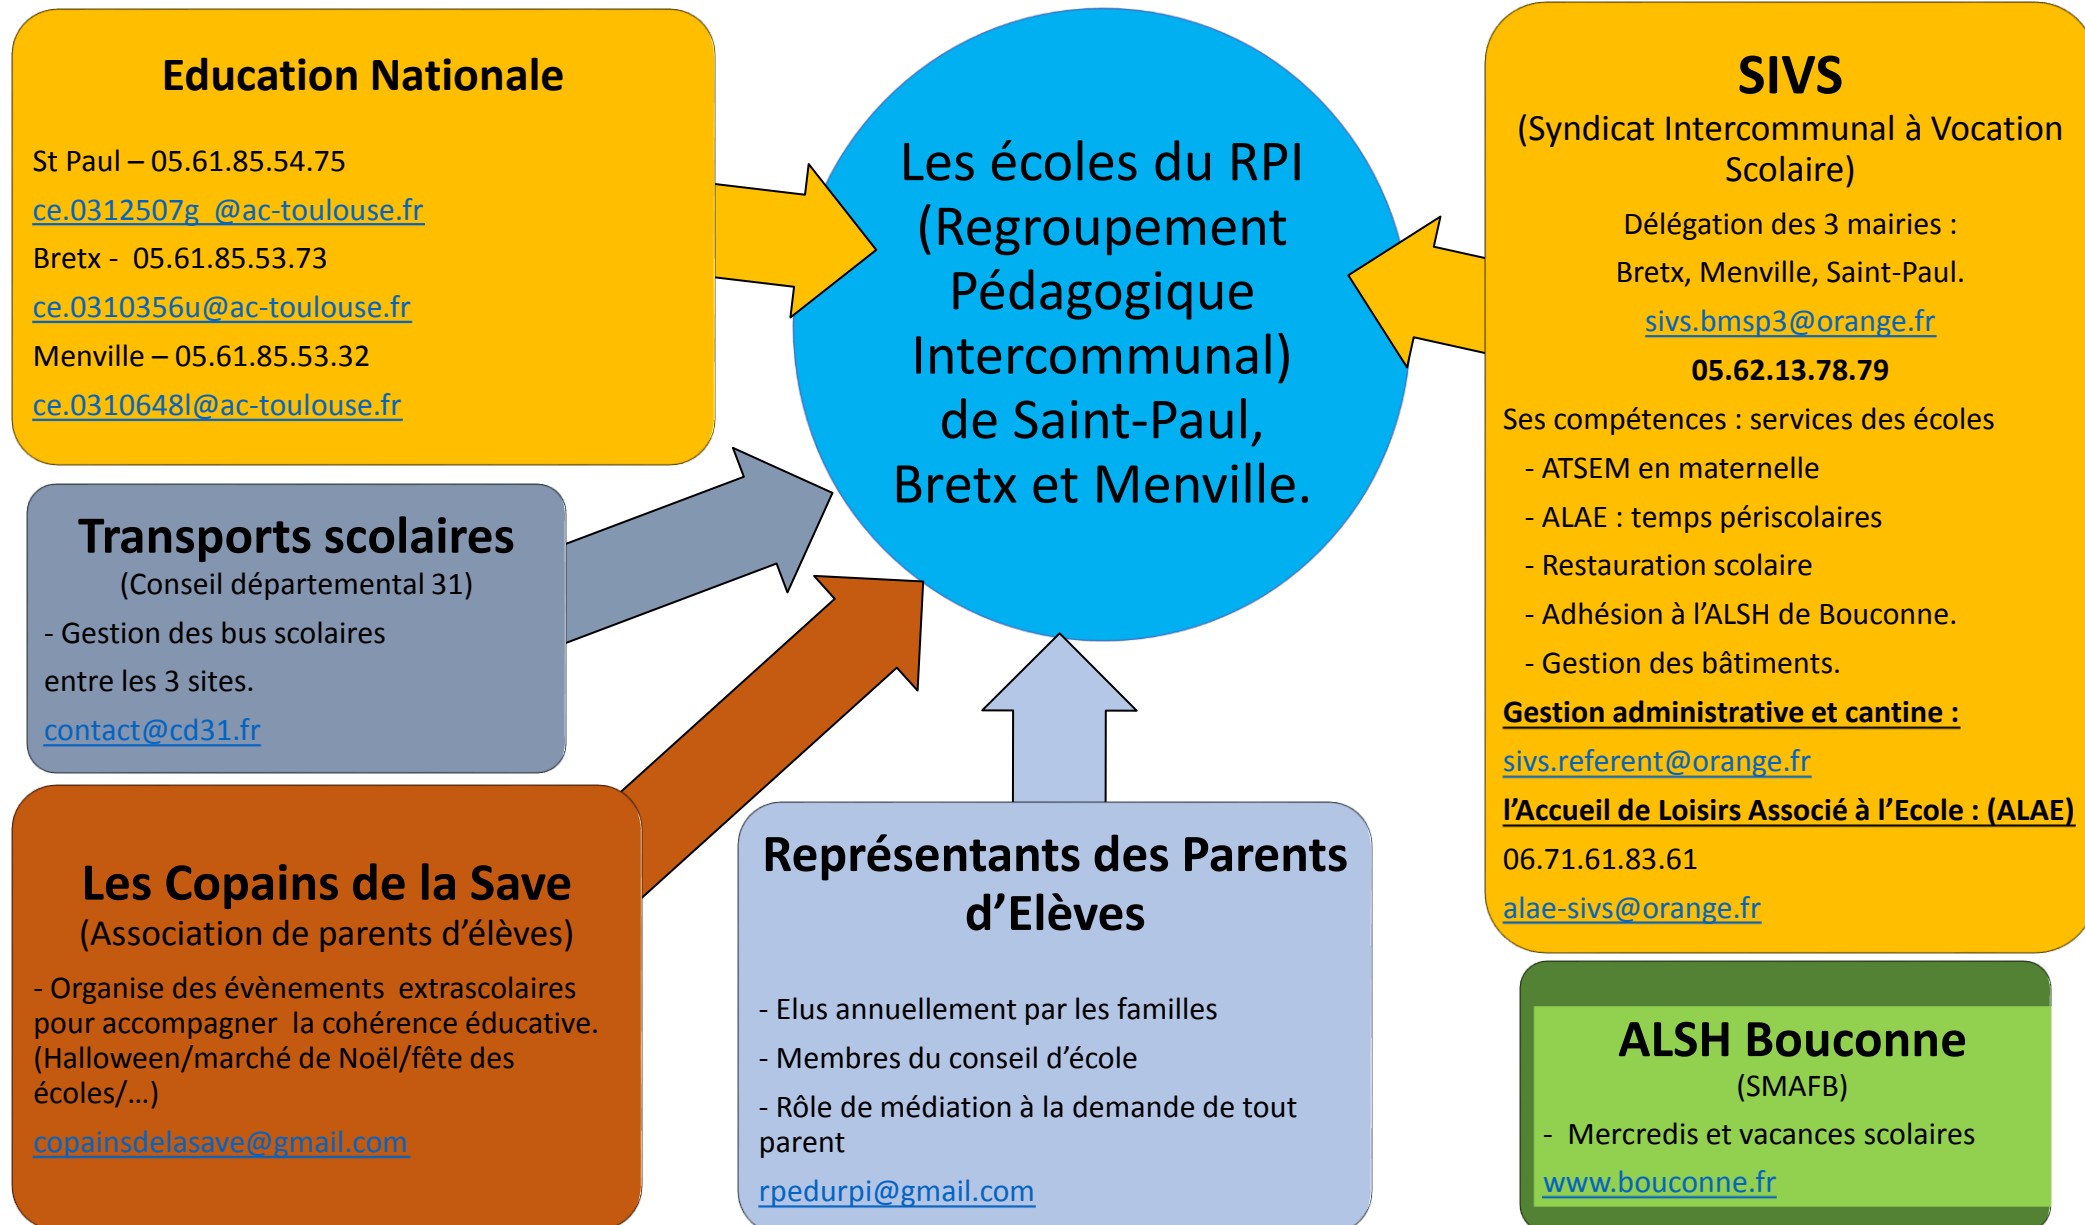 Education Nationale
St Paul – 05.61.85.54.75
ce.0312507g_@ac-toulouse.fr
Bretx - 05.61.85.53.73
ce.0310356u@ac-toulouse.fr
Menville – 05.61.85.53.32
ce.0310648l@ac-toulouse.fr
Les écoles du RPI
(Regroupement
Pédagogique
Intercommunal)
de Saint-Paul,
Bretx et Menville.
SIVS
(Syndicat Intercommunal à Vocation
Scolaire)
Délégation des 3 mairies :
Bretx, Menville, Saint-Paul.
sivs.bmsp3@orange.fr
05.62.13.78.79
Ses compétences : services des écoles
- ATSEM en maternelle
- ALAE : temps périscolaires
- Restauration scolaire
- Adhésion à l’ALSH de Bouconne.
- Gestion des bâtiments.
Gestion administrative et cantine :
sivs.referent@orange.fr
l’Accueil de Loisirs Associé à l’Ecole : (ALAE)
06.71.61.83.61
alae-sivs@orange.fr
Transports scolaires
(Conseil départemental 31)
- Gestion des bus scolaires
entre les 3 sites.
contact@cd31.fr
Les Copains de la Save
(Association de parents d’élèves)
- Organise des évènements extrascolaires
pour accompagner la cohérence éducative.
(Halloween/marché de Noël/fête des
écoles/…)
copainsdelasave@gmail.com
Représentants des Parents
d’Elèves
- Elus annuellement par les familles
- Membres du conseil d’école
- Rôle de médiation à la demande de tout
parent
rpedurpi@gmail.com
ALSH Bouconne
(SMAFB)
- Mercredis et vacances scolaires
www.bouconne.fr